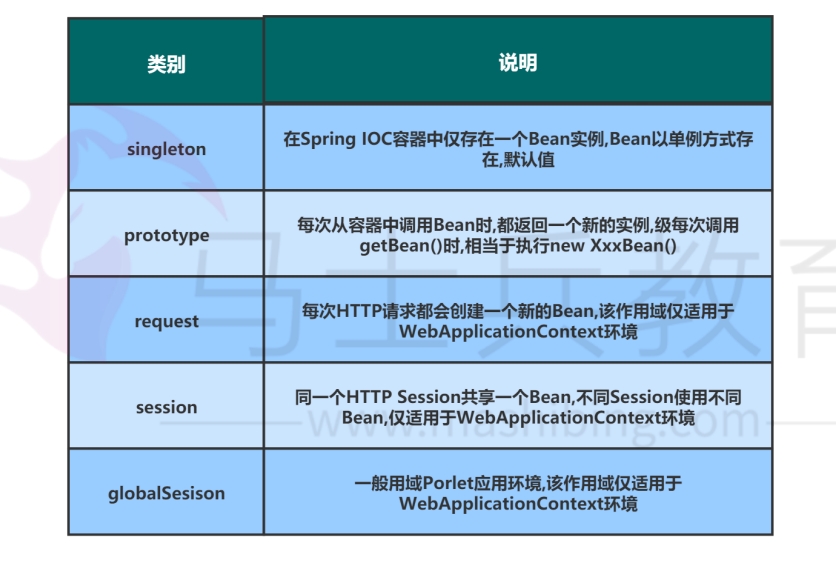 类别
说明
singleton
在Spring IOC容器中仅存在一个Bean实例,Bean以单例方式存
在,默认值
prototype
每次从容器中调用Bean时,都返回一个新的实例,级每次调用
getBean()时,相当于执行new XxxBean()
request
每次HTTP请求都会创建一个新的Bean,该作用域仅适用于
WebApplicationContext环境
session
同一个HTTP Session共享一个Bean,不同Session使用不同
Bean,仅适用于WebApplicationContext环境
globalSesison
一般用域Porlet应用环境,该作用域仅适用于
WebApplicationContext环境
马士兵教育
www.mashibing.com